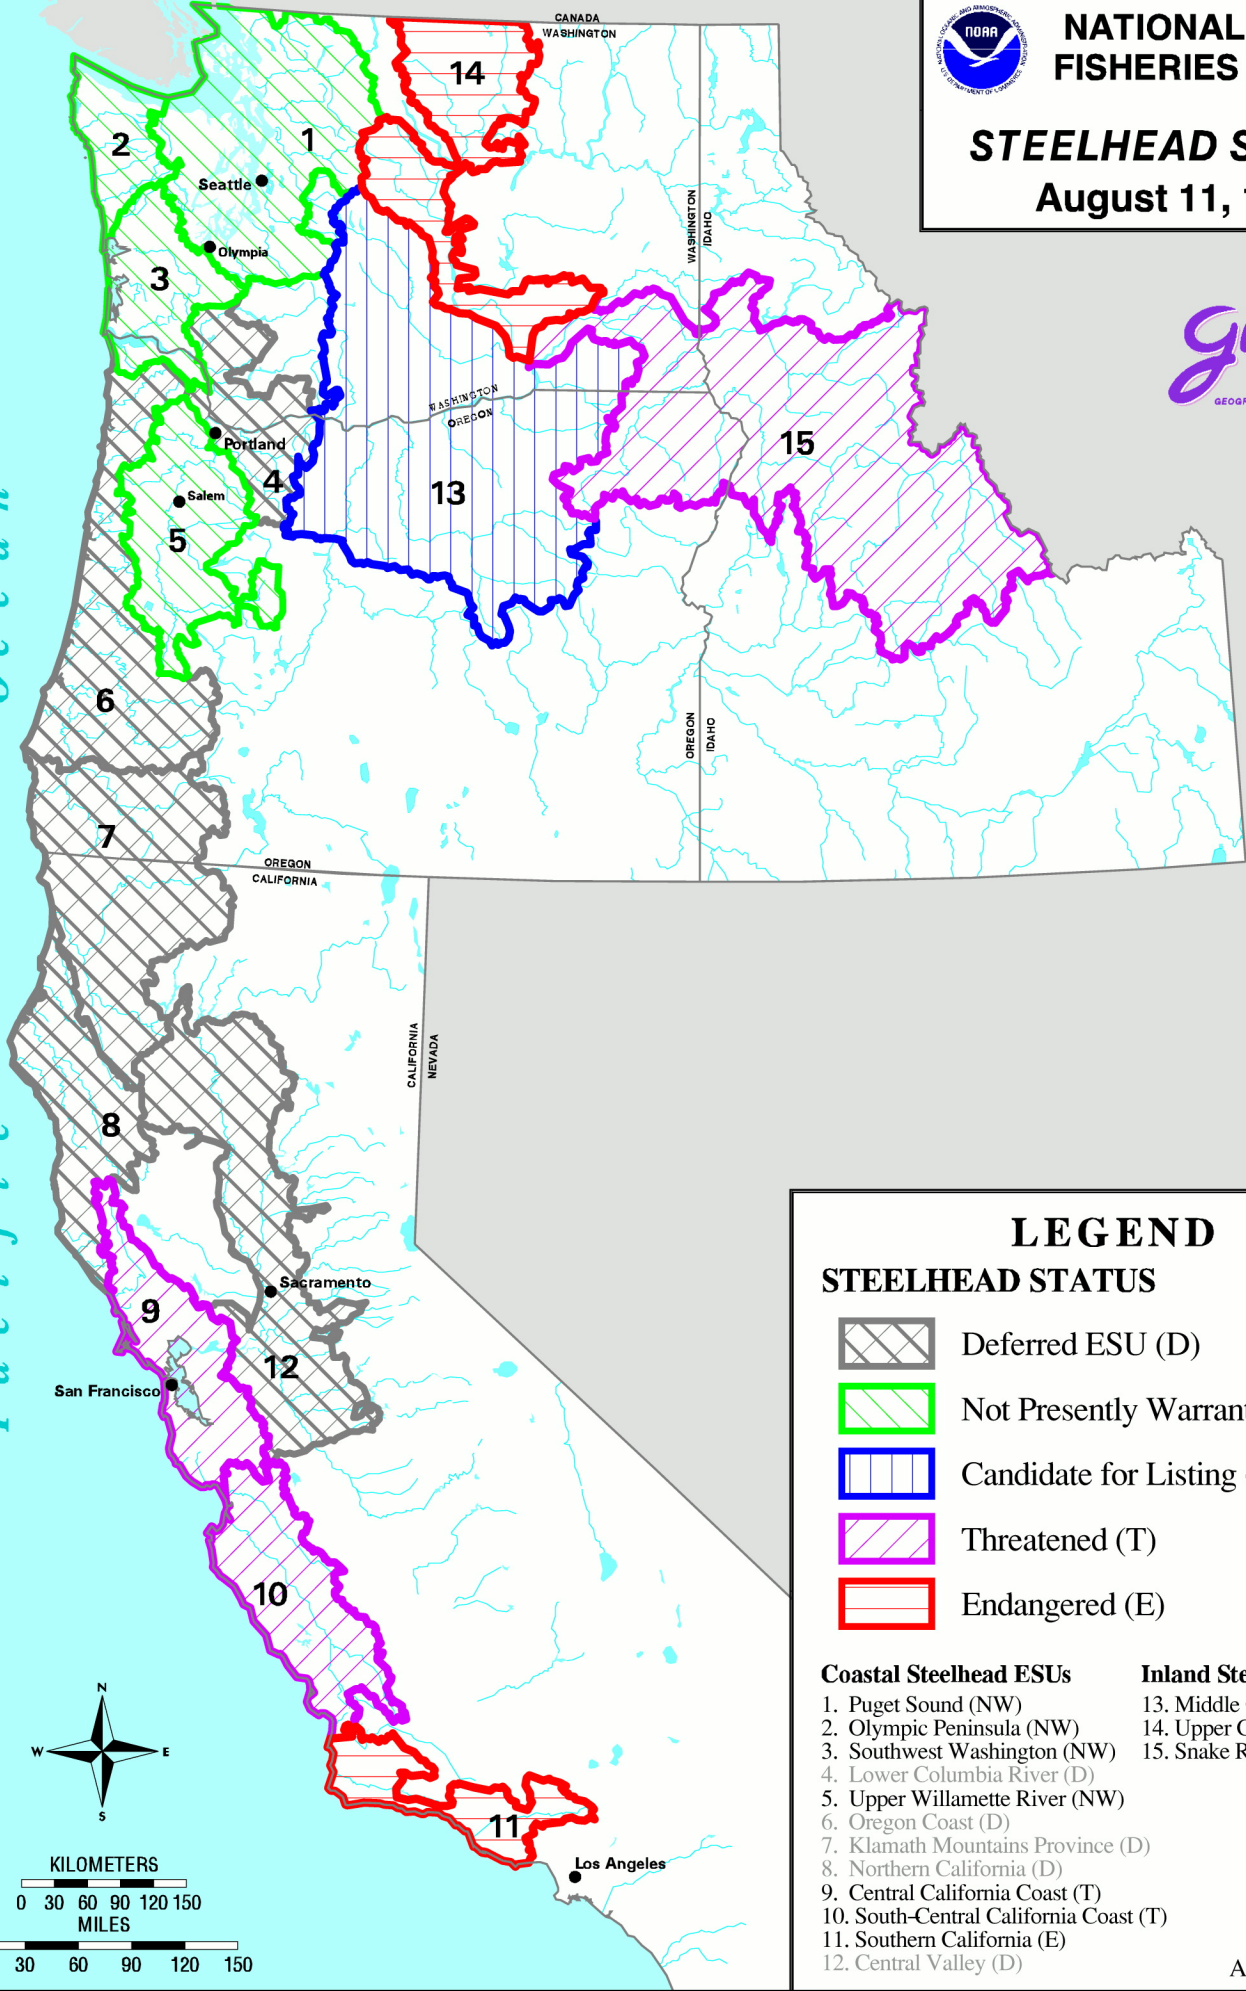 CANADA
WASHINGTON
NOAA
NATIONAL
FISHERIES
STEELHEAD S
August 11,
14
2
1
Seattle
WASHINGTON
IDAHO
Olympia
3
WASHINGTON
OREGON
Portland
15
4
13
Salem
5
6
OREGON
IDAHO
7
OREGON
CALIFORNIA
CALIFORNIA
NEVADA
8
Sacramento
9
12
San Francisco
10
11
Los Angeles
N
W E
S
KILOMETERS
0 30 60 90 120 150
MILES
30 60 90 120 150
GEOGR
LEGEND
STEELHEAD STATUS
Deferred ESU (D)
Not Presently Warrant
Candidate for Listing
Threatened (T)
Endangered (E)
Coastal Steelhead ESUs
1. Puget Sound (NW)
2. Olympic Peninsula (NW)
3. Southwest Washington (NW)
4. Lower Columbia River (D)
5. Upper Willamette River (NW)
6. Oregon Coast (D)
7. Klamath Mountains Province (D)
8. Northern California (D)
9. Central California Coast (T)
10. South-Central California Coast (T)
11. Southern California (E)
12. Central Valley (D)
Inland Ste
13. Middle
14. Upper C
15. Snake R
A